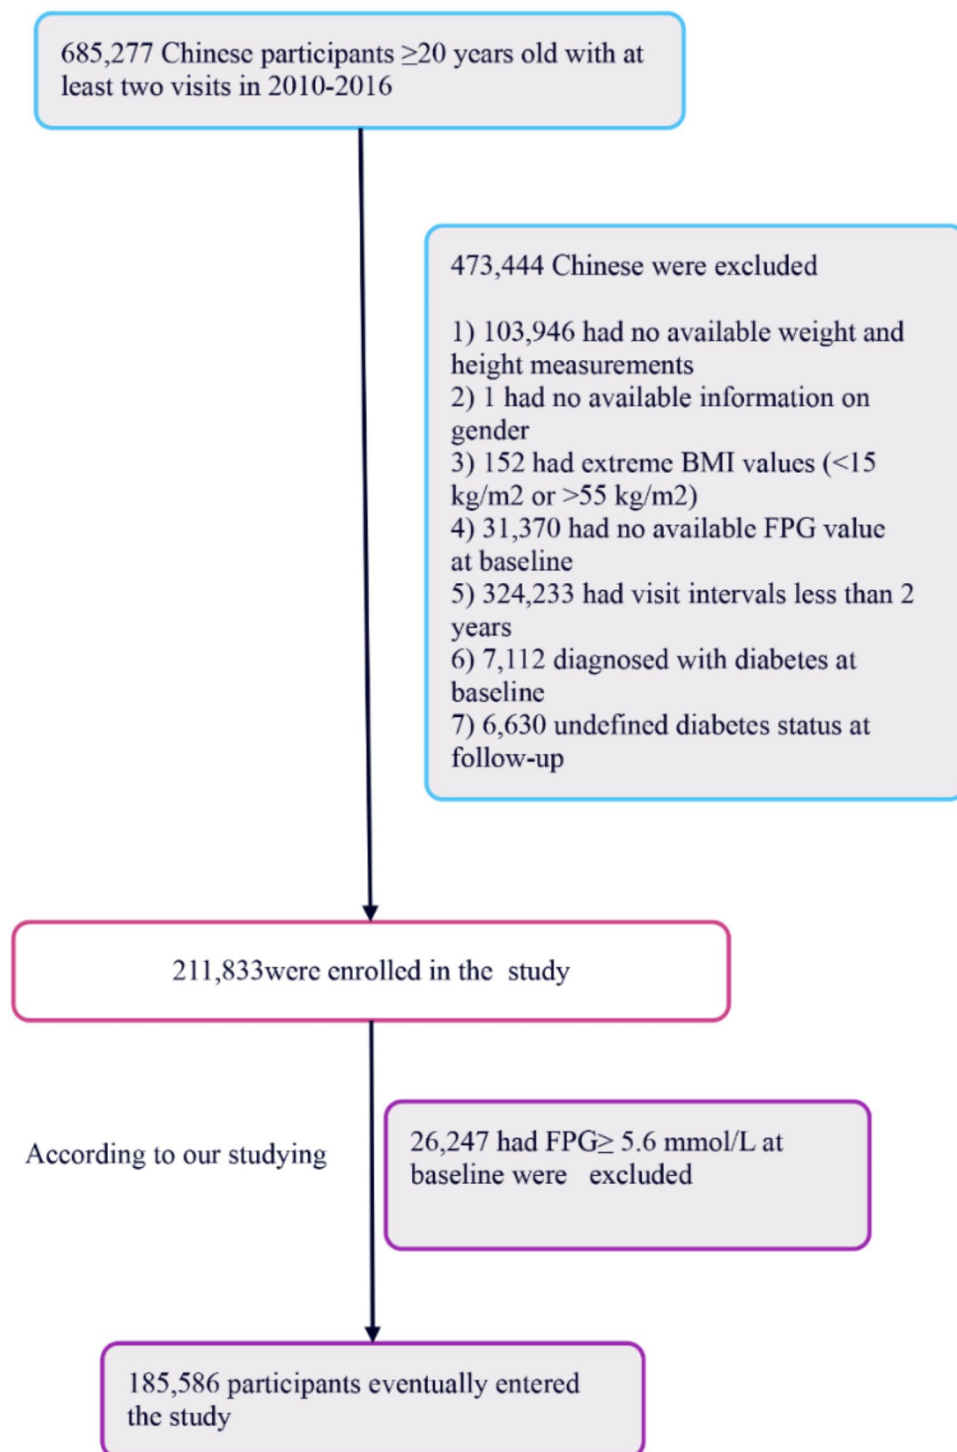 685,277 Chinese participants ≥20 years old with at
least two visits in 2010-2016
473,444 Chinese were excluded
1) 103,946 had no available weight and
height measurements
2) 1 had no available information on
gender
3) 152 had extreme BMI values (<15
kg/m2 or >55 kg/m2)
4) 31,370 had no available FPG value
at baseline
5) 324,233 had visit intervals less than 2
years
6) 7,112 diagnosed with diabetes at
baseline
7) 6,630 undefined diabetes status at
follow-up
211,833were enrolled in the study
According to our studying
26,247 had FPG≥ 5.6 mmol/L at
baseline were excluded
185,586 participants eventually entered
the study